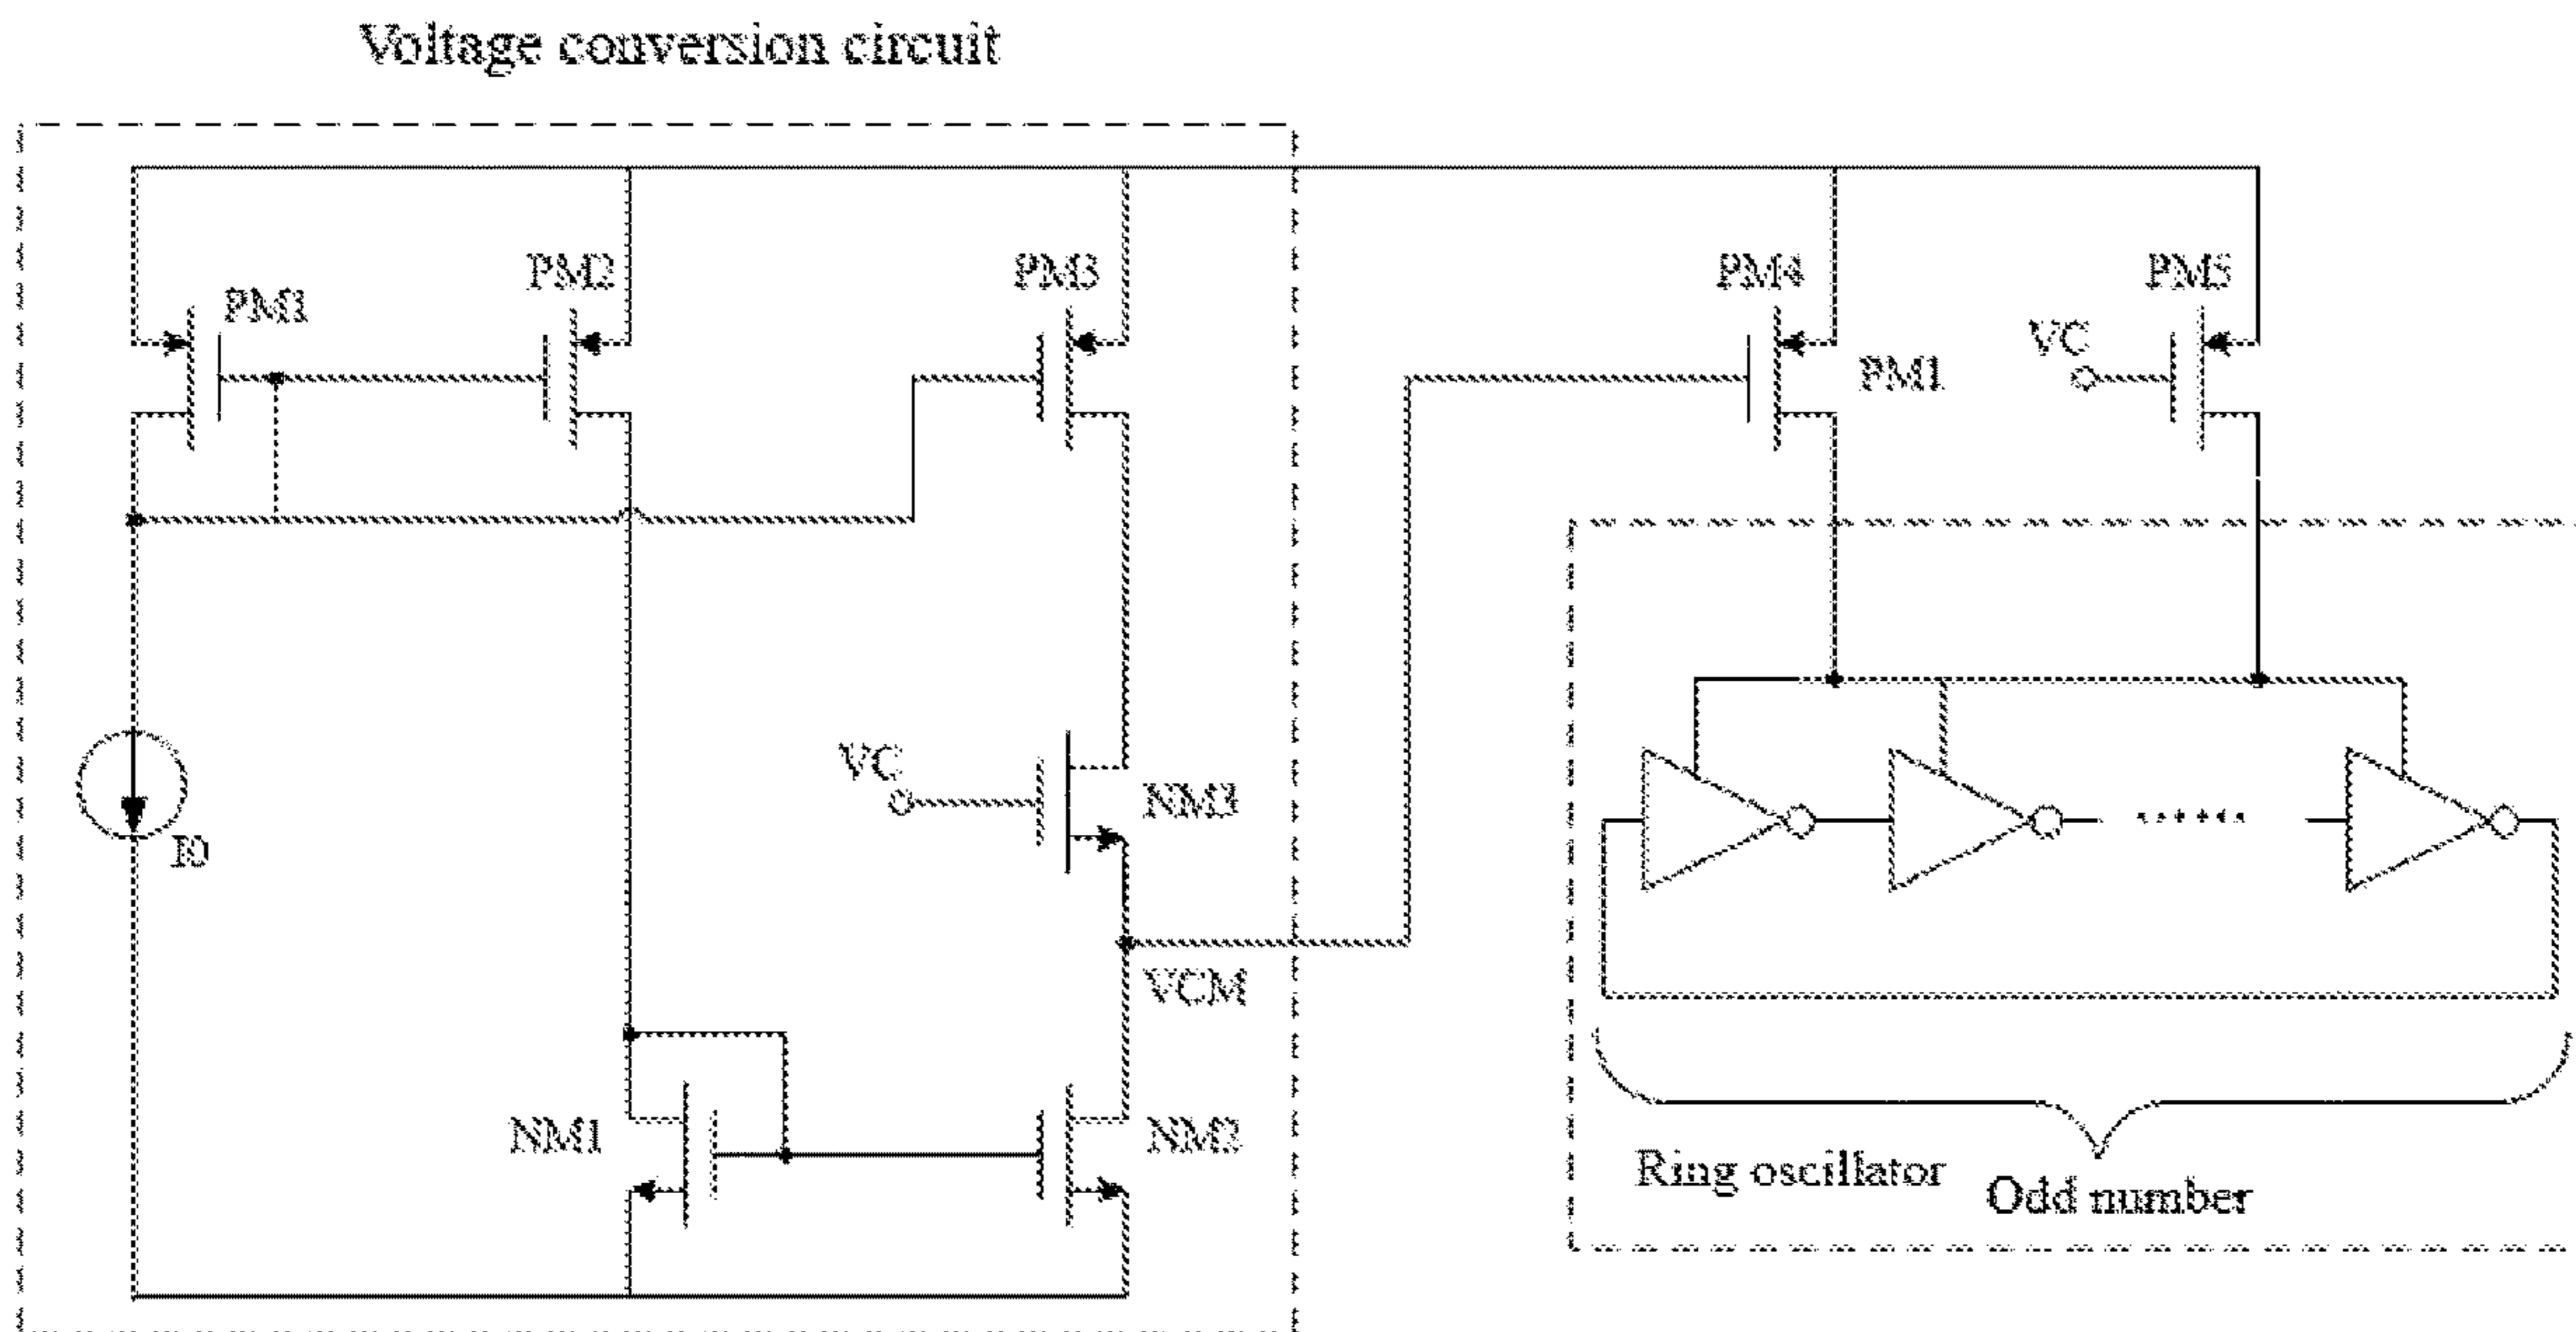 Voltage conversion circuit
PM1
PM2
PM3
PM4
PM5
VC
PM1
VC
NM3
I0
VCM
NM1
NM2
Ring oscillator
Odd number